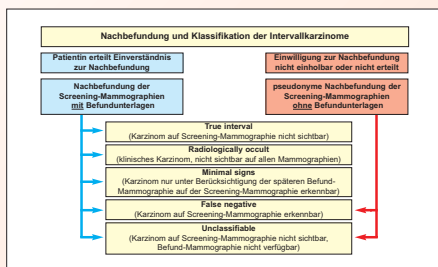 Nachbefundung und Klassifikation der Intervallkarzinome
Patientin erteilt Einverständnis
zur Nachbefundung
Einwilligung zur Nachbefundung
nicht einholbar oder nicht erteilt
Nachbefundung der
Screening-Mammographien
mit Befundunterlagen
pseudonyme Nachbefundung der
Screening-Mammographien
ohne Befundunterlagen
True interval
(Karzinom auf Screening-Mammographie nicht sichtbar)
Radiologically occult
(klinisches Karzinom, nicht sichtbar auf allen Mammographien)
Minimal signs
(Karzinom nur unter Berücksichtigung der späteren Befund-
Mammographie auf der Screening-Mammographie erkennbar)
False negative
(Karzinom auf Screening-Mammographie erkennbar)
Unclassifiable
(Karzinom auf Screening-Mammographie nicht sichtbar,
Befund-Mammographie nicht verfügbar)